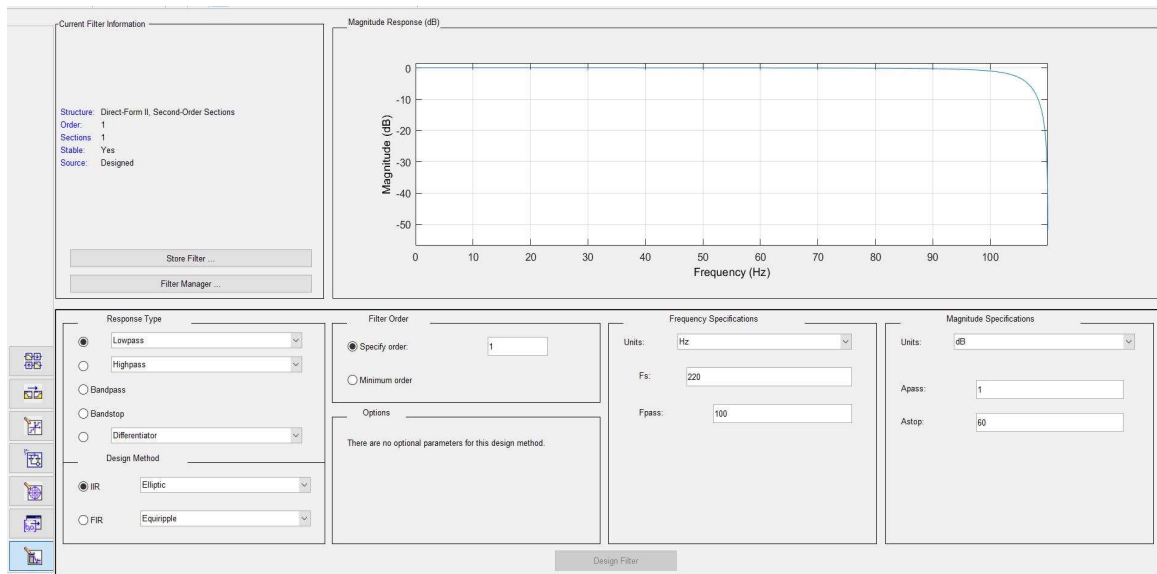 Current Filter Information
Structure: Direct-Form II, Second-Order Sections
Order: 1
Sections 1
Stable: Yes
Source: Designed
Store Filter ...
Filter Manager ...
Magnitude Response (dB)
Magnitude (dB)
0
-10
-20
-30
-40
-50
0 10 20 30 40 50 60 70 80 90 100
Frequency (Hz)
Response Type
Lowpass
Highpass
Bandpass
Bandstop
Differentiator
Design Method
IIR Elliptic
FIR Equiripple
Filter Order
Specify order: 1
Minimum order
Options
There are no optional parameters for this design method.
Frequency Specifications
Units: Hz
Fs: 220
Fpass: 100
Magnitude Specifications
Units: dB
Apass: 1
Astop: 60
Design Filter